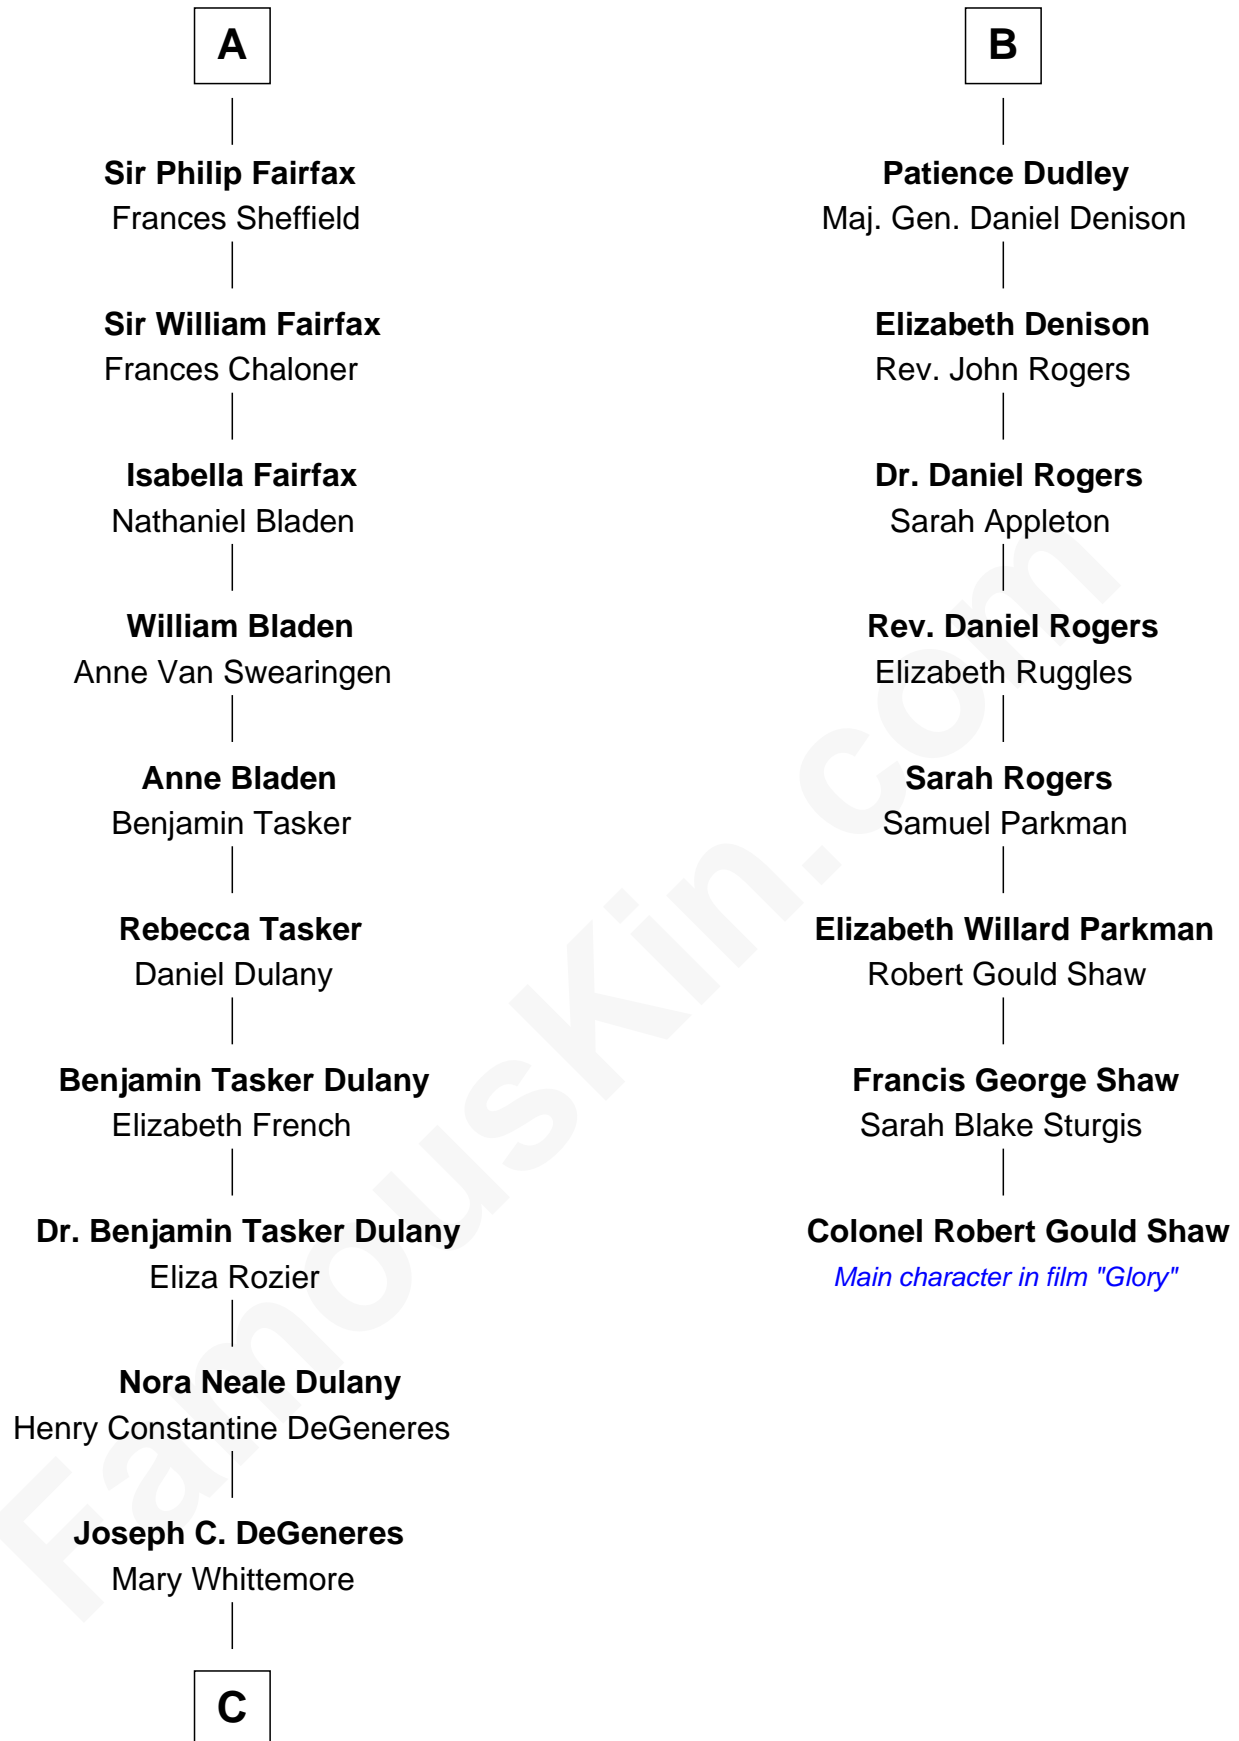 A
Sir Philip Fairfax
Frances Sheffield
Sir William Fairfax
Frances Chaloner
Isabella Fairfax
Nathaniel Bladen
William Bladen
Anne Van Swearingen
Anne Bladen
Benjamin Tasker
Rebecca Tasker
Daniel Dulany
Benjamin Tasker Dulany
Elizabeth French
Dr. Benjamin Tasker Dulany
Eliza Rozier
Nora Neale Dulany
Henry Constantine DeGeneres
Joseph C. DeGeneres
Mary Whittemore
C
B
Patience Dudley
Maj. Gen. Daniel Denison
Elizabeth Denison
Rev. John Rogers
Dr. Daniel Rogers
Sarah Appleton
Rev. Daniel Rogers
Elizabeth Ruggles
Sarah Rogers
Samuel Parkman
Elizabeth Willard Parkman
Robert Gould Shaw
Francis George Shaw
Sarah Blake Sturgis
Colonel Robert Gould Shaw
Main character in film "Glory"
FamousKin.com